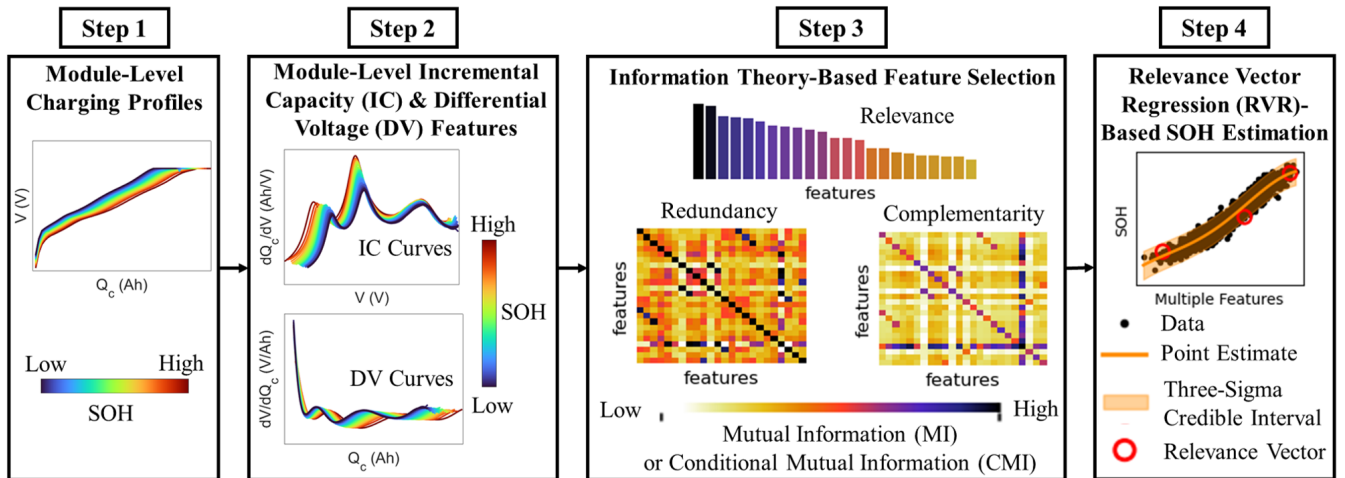 Step 1
Module-Level
Charging Profiles
V (V)
Q_c (Ah)
Low
High
SOH
Step 2
Module-Level Incremental
Capacity (IC) & Differential
Voltage (DV) Features
dQ_c/dV (Ah/V)
IC Curves
V (V)
High
SOH
Low
dV/dQ_c (V/Ah)
DV Curves
Q_c (Ah)
Step 3
Information Theory-Based Feature Selection
Relevance
features
Redundancy
features
features
Complementarity
features
features
Low
High
Mutual Information (MI)
or Conditional Mutual Information (CMI)
Step 4
Relevance Vector
Regression (RVR)-
Based SOH Estimation
SOH
Multiple Features
Data
Point Estimate
Three-Sigma
Credible Interval
Relevance Vector